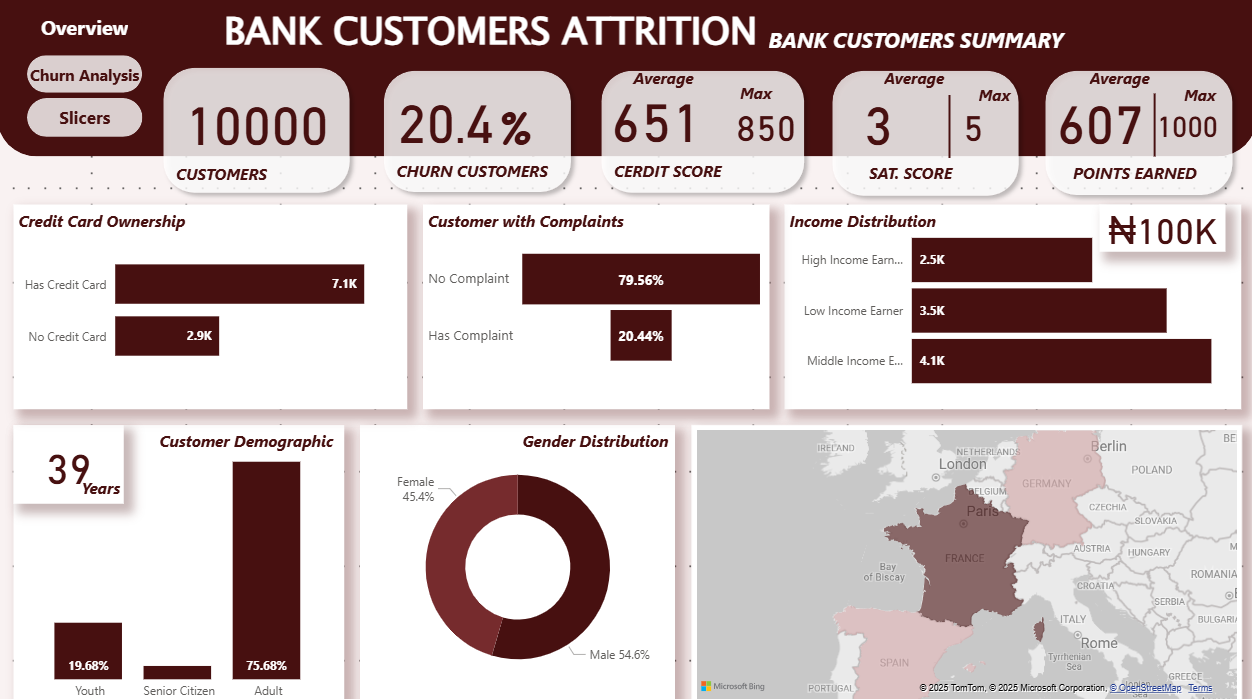 Overview
BANK CUSTOMERS ATTRITION
BANK CUSTOMERS SUMMARY
Churn Analysis
Slicers
10000
CUSTOMERS
20.4%
CHURN CUSTOMERS
Average
Max
651
850
CERDIT SCORE
Average
Max
3
5
SAT. SCORE
Average
Max
607
1000
POINTS EARNED
Credit Card Ownership
Has Credit Card
7.1K
No Credit Card
2.9K
Customer with Complaints
No Complaint
79.56%
Has Complaint
20.44%
Income Distribution
₦100K
High Income Earn...
2.5K
Low Income Earner
3.5K
Middle Income E...
4.1K
39
Years
Customer Demographic
19.68%
75.68%
Youth
Senior Citizen
Adult
Gender Distribution
Female
45.4%
Male 54.6%
IRELAND
NETHERLANDS
Berlin
BE
London
POLAND
BELGIUM
GERMANY
Paris
CZECHIA
SLOVAKIA
AUSTRIA
HUNGARY
M
FRANCE
Bay
of Biscay
ROMANIA
CROATIA
SERBIA
ITALY
BULGARIA
Rome
Tyrrhenian
Sea
SPAIN
GREECE
PORTUGAL
Microsoft Bing
© 2025 TomTom, © 2025 Microsoft Corporation, © OpenStreetMap Terms